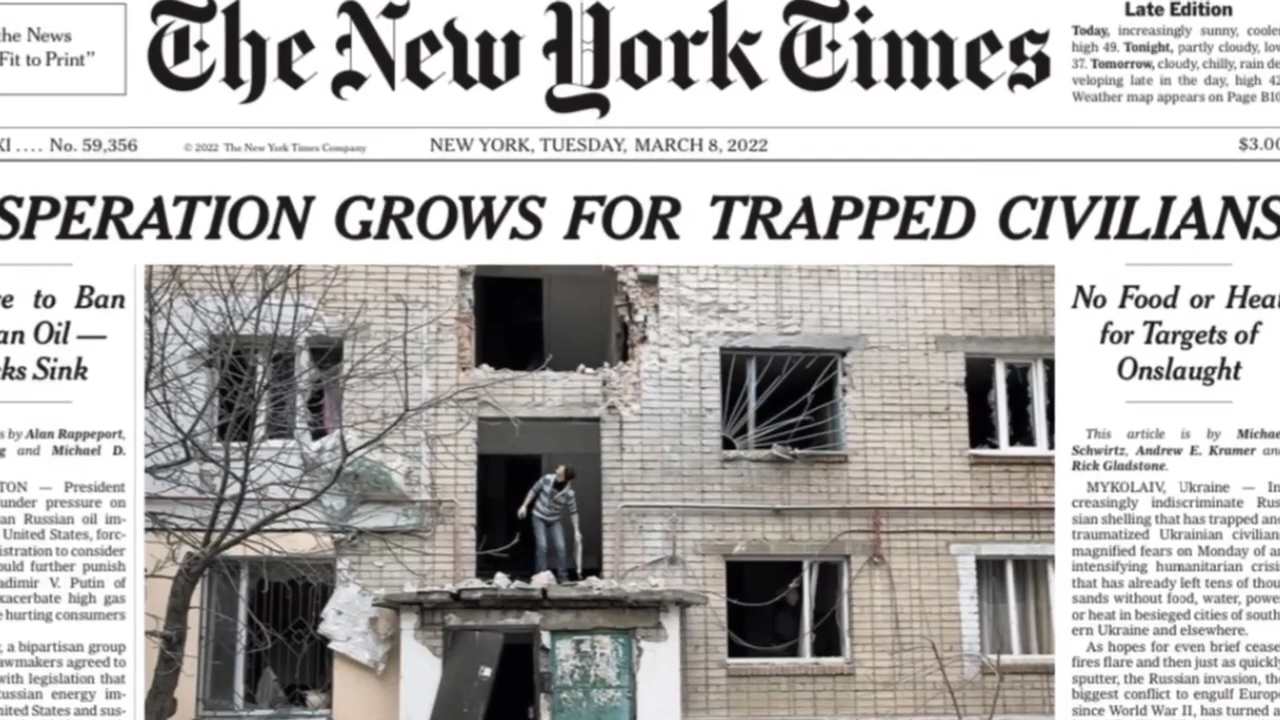 the News
Fit to Print”
The New York Times
Late Edition
Today, increasingly sunny, cooler
high 49. Tonight, partly cloudy, low
37. Tomorrow, cloudy, chilly, rain de
veloping late in the day, high 42
Weather map appears on Page B10
XI .... No. 59,356
© 2022 The New York Times Company
NEW YORK, TUESDAY, MARCH 8, 2022
$3.00
SPERATION GROWS FOR TRAPPED CIVILIANS
re to Ban
an Oil —
ks Sink
s by Alan Rappeport,
g and Michael D.
TON — President
under pressure on
an Russian oil im-
United States, forc-
istration to consider
ould further punish
adimir V. Putin of
xacerbate high gas
e hurting consumers
, a bipartisan group
awmakers agreed to
with legislation that
Russian energy im-
United States and sus-
No Food or Heat
for Targets of
Onslaught
This article is by Michael
Schwirtz, Andrew E. Kramer and
Rick Gladstone.
MYKOLAIV, Ukraine — In
creasingly indiscriminate Rus
sian shelling that has trapped and
traumatized Ukrainian civilians
magnified fears on Monday of an
intensifying humanitarian crisis
that has already left tens of thou
sands without food, water, power
or heat in besieged cities of south
ern Ukraine and elsewhere.
As hopes for even brief cease
fires flare and then just as quickly
sputter, the Russian invasion, the
biggest conflict to engulf Europe
since World War II, has turned a